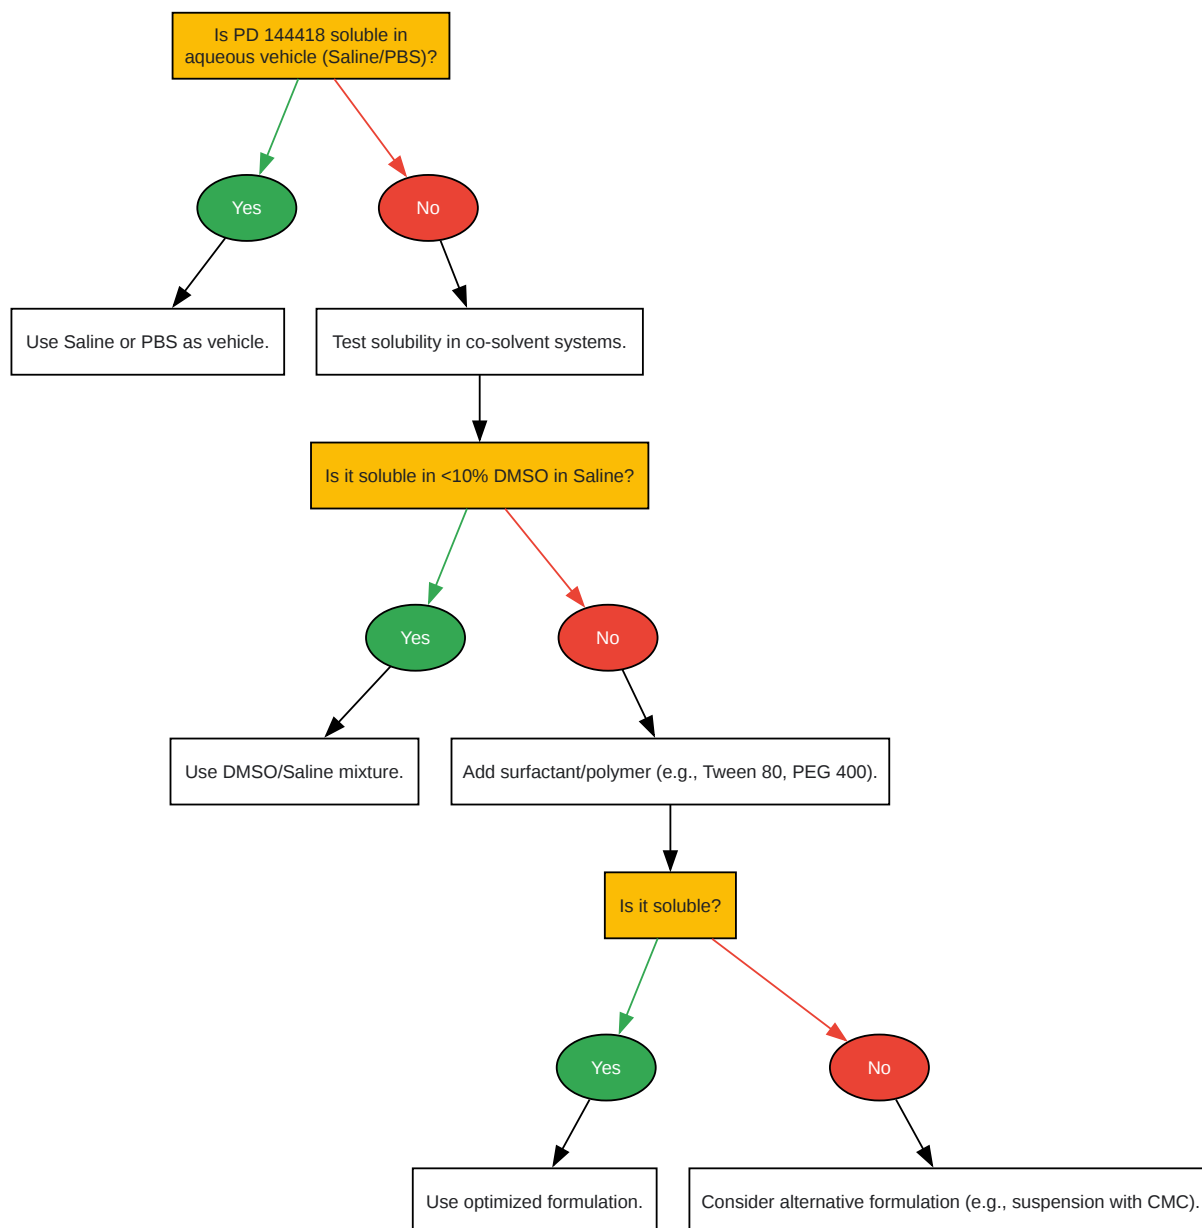 Is PD 144418 soluble in
aqueous vehicle (Saline/PBS)?
Yes
No
Use Saline or PBS as vehicle.
Test solubility in co-solvent systems.
Is it soluble in <10% DMSO in Saline?
Yes
No
Use DMSO/Saline mixture.
Add surfactant/polymer (e.g., Tween 80, PEG 400).
Is it soluble?
Yes
No
Use optimized formulation.
Consider alternative formulation (e.g., suspension with CMC).